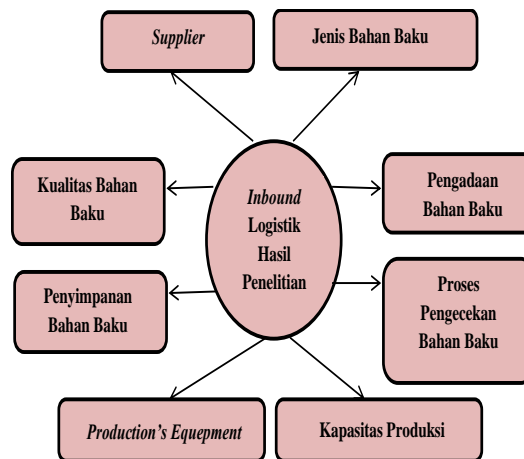 Supplier
Jenis Bahan Baku
Kualitas Bahan
Baku
Inbound
Logistik
Hasil
Penelitian
Pengadaan
Bahan Baku
Penyimpanan
Bahan Baku
Proses
Pengecekan
Bahan Baku
Production's Equepment
Kapasitas Produksi